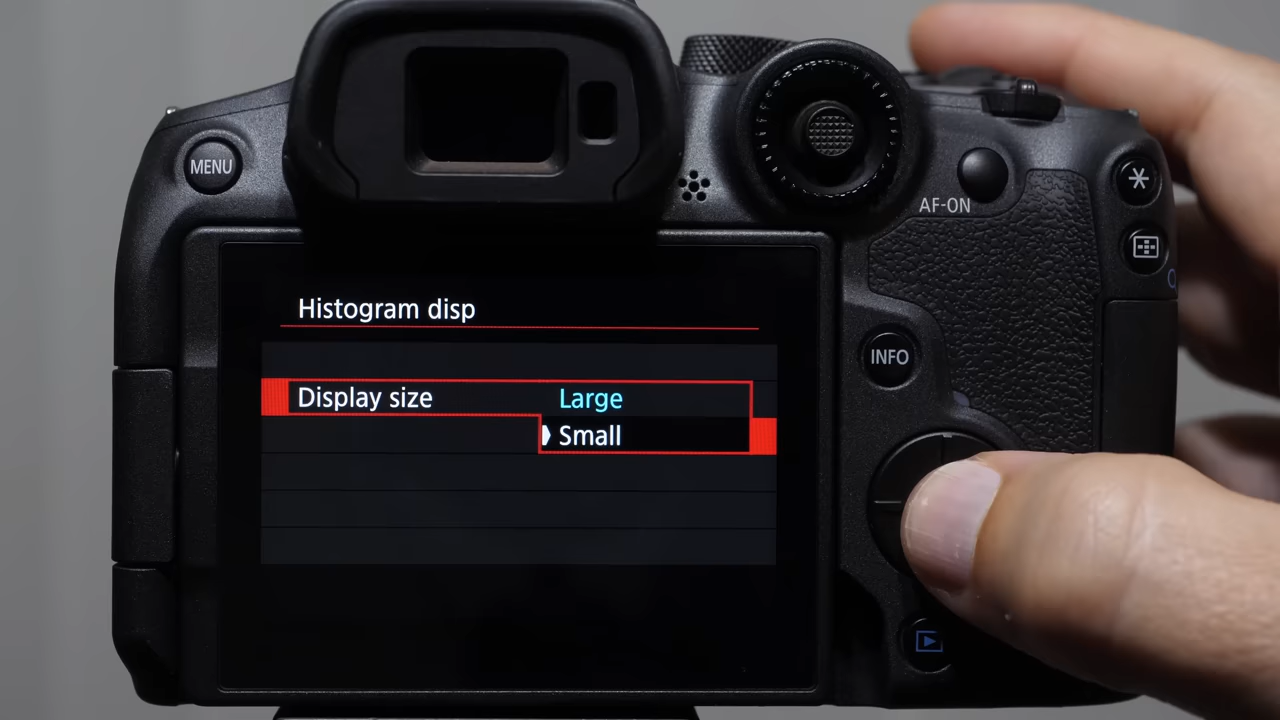 MENU
AF-ON
Histogram disp
INFO
Display size Large
Small